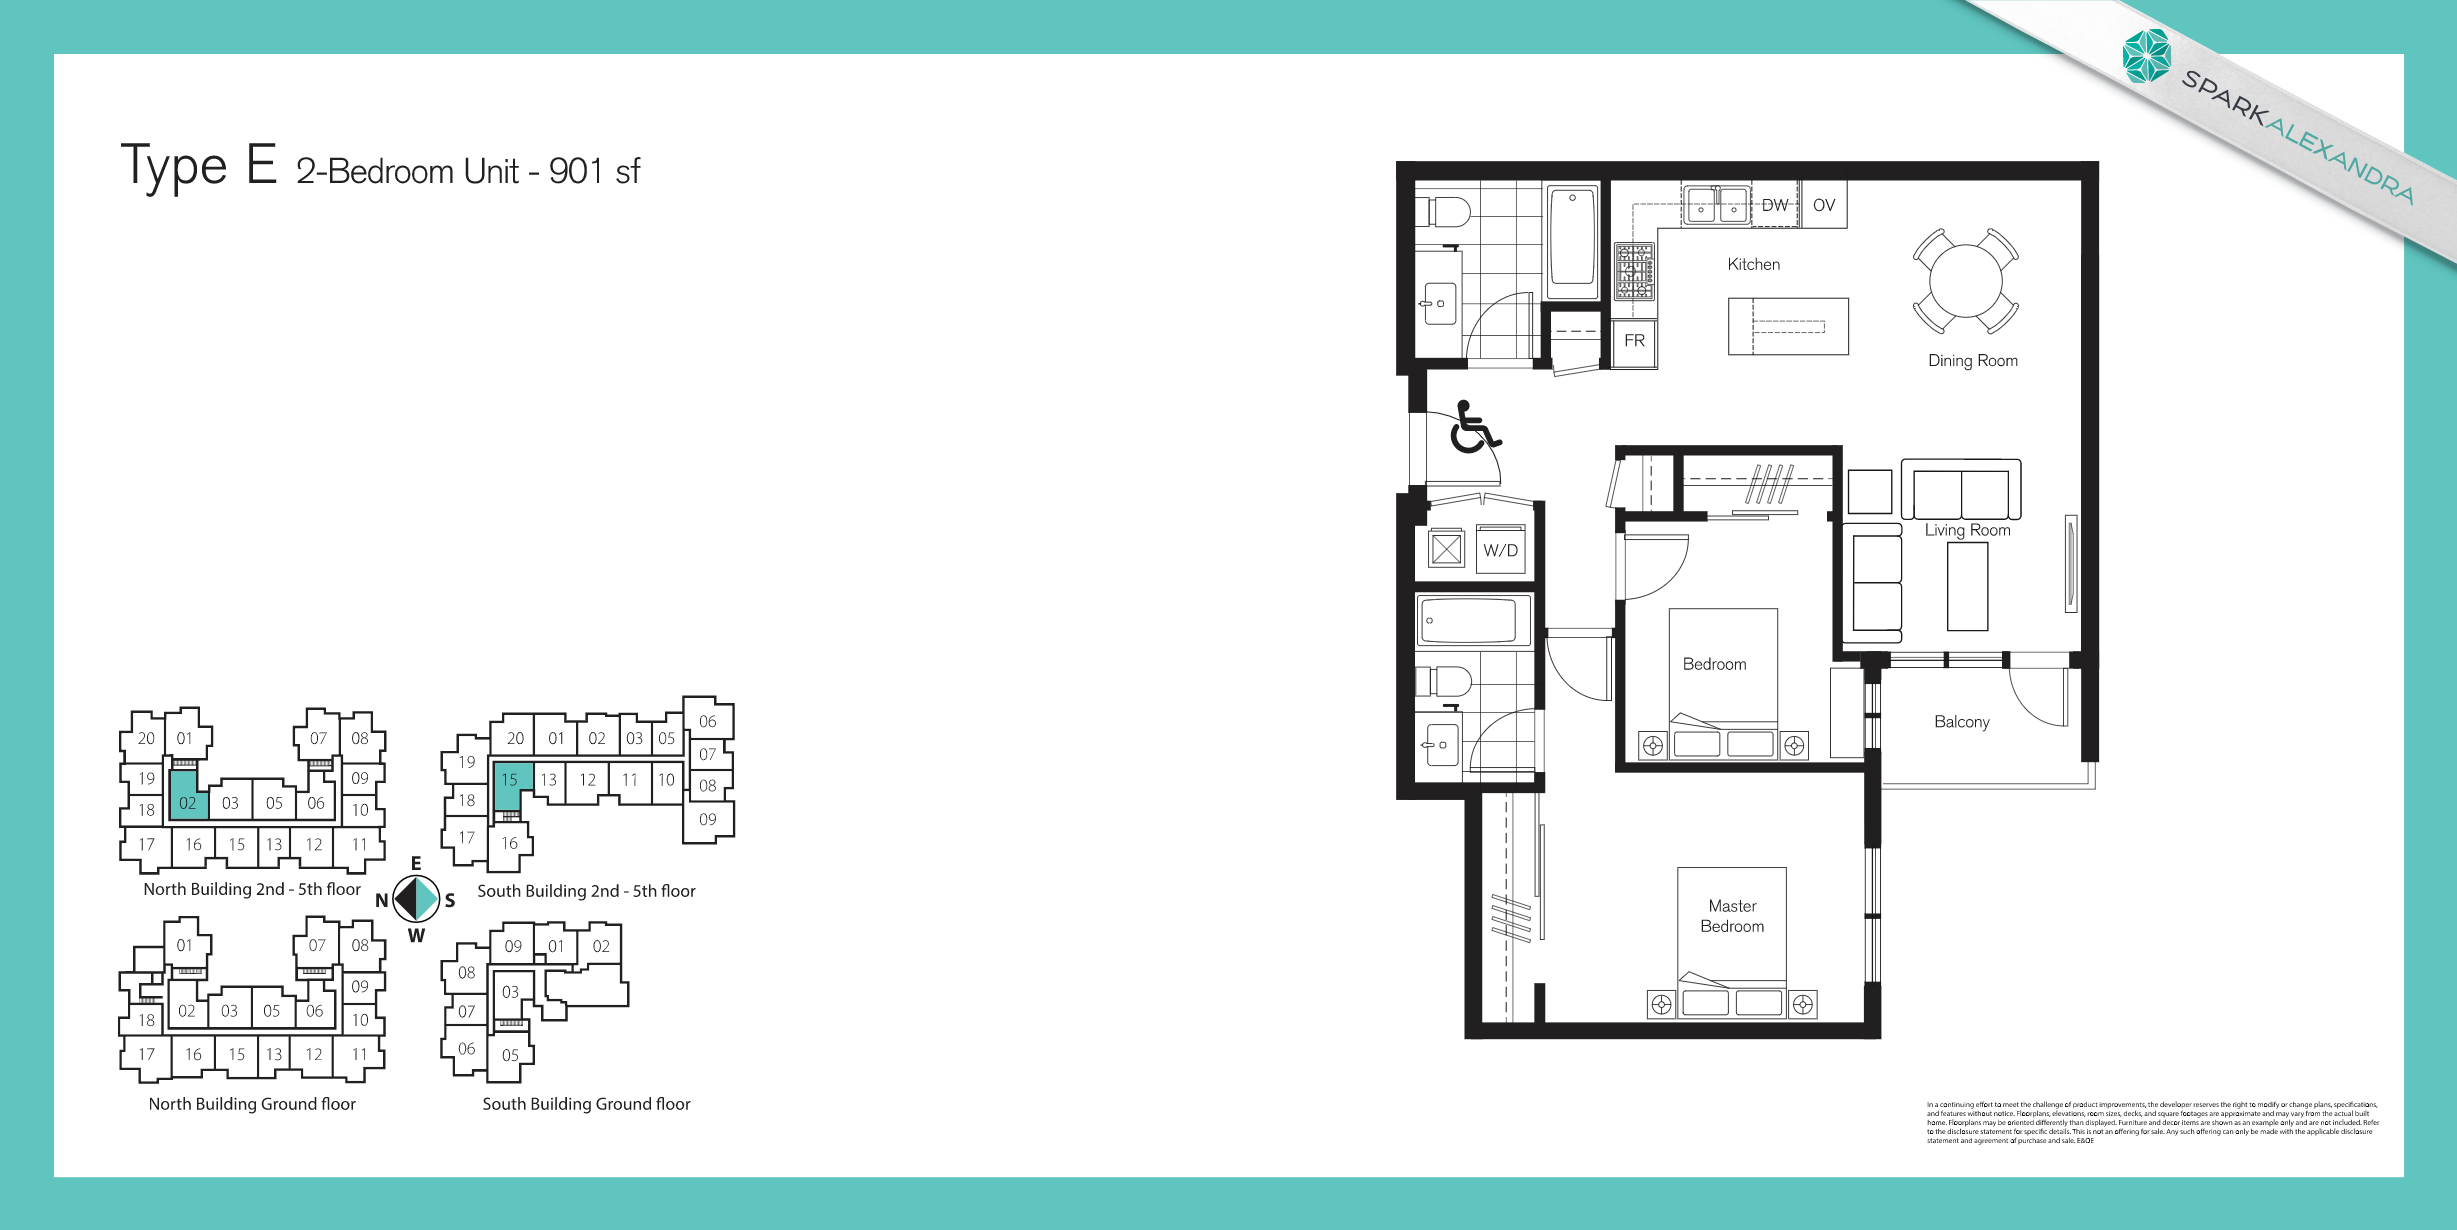 SPARKALEXANDRA
Type E 2-Bedroom Unit - 901 sf
DW OV
Kitchen
FR
Dining Room
Living Room
W/D
Bedroom
Balcony
Master
Bedroom
20 01 07 08
19 09
02 03 05 06
18 10
17 16 15 13 12 11
North Building 2nd - 5th floor
06
20 01 02 03 05
07
19
15 13 12 11 10
08
18
09
17
16
South Building 2nd - 5th floor
E
N S
W
01 07 08
09
02 03 05 06
18 10
17 16 15 13 12 11
North Building Ground floor
09 01 02
08
03
07
06
05
South Building Ground floor
In a continuing effort to meet the challenge of product improvements, the developer reserves the right to modify or change plans, specifications,
and features without notice. Floorplans, elevations, room sizes, decks, and square footages are approximate and may vary from the actual built
home. Floorplans may be oriented differently than displayed. Furniture and decor items are shown as an example only and are not included. Refer
to the disclosure statement for specific details. This is not an offering for sale. Any such offering can only be made with the applicable disclosure
statement and agreement of purchase and sale. E&OE